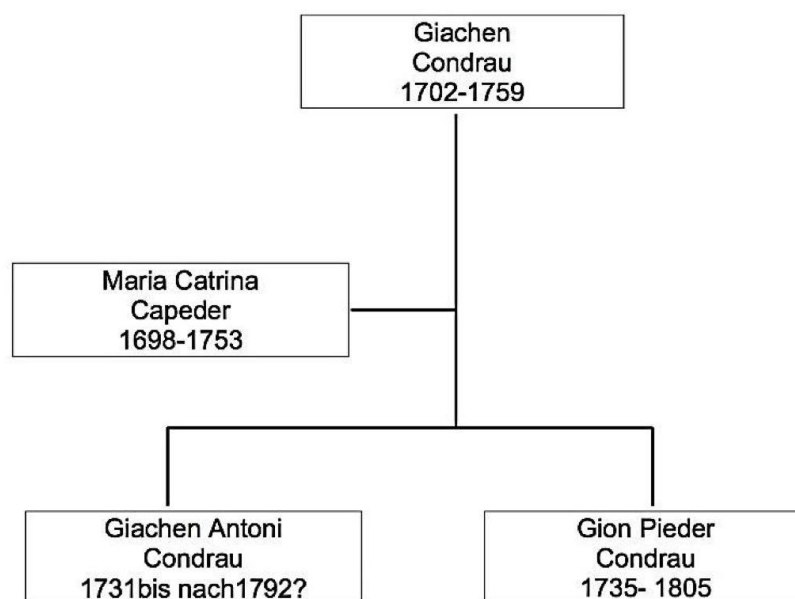 Giachen
Condrau
1702-1759
Maria Catrina
Capeder
1698-1753
Giachen Antoni
Condrau
1731bis nach1792?
Gion Pieder
Condrau
1735- 1805